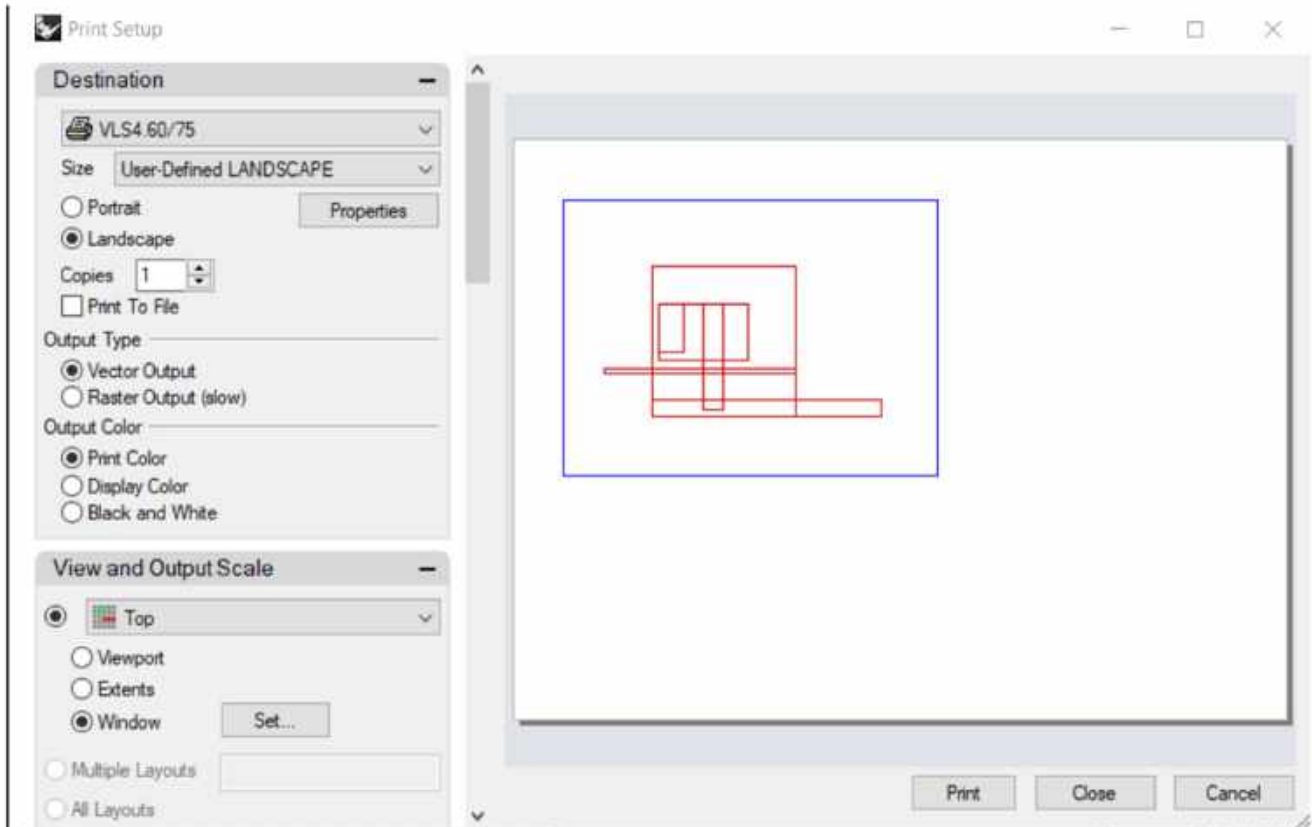 Print Setup
Destination
VLS4.60/75
Size User-Defined LANDSCAPE
Portrait
Properties
Landscape
Copies 1
Print To File
Output Type
Vector Output
Raster Output (slow)
Output Color
Print Color
Display Color
Black and White
View and Output Scale
Top
Viewport
Extents
Window Set...
Multiple Layouts
All Layouts
Print Close Cancel